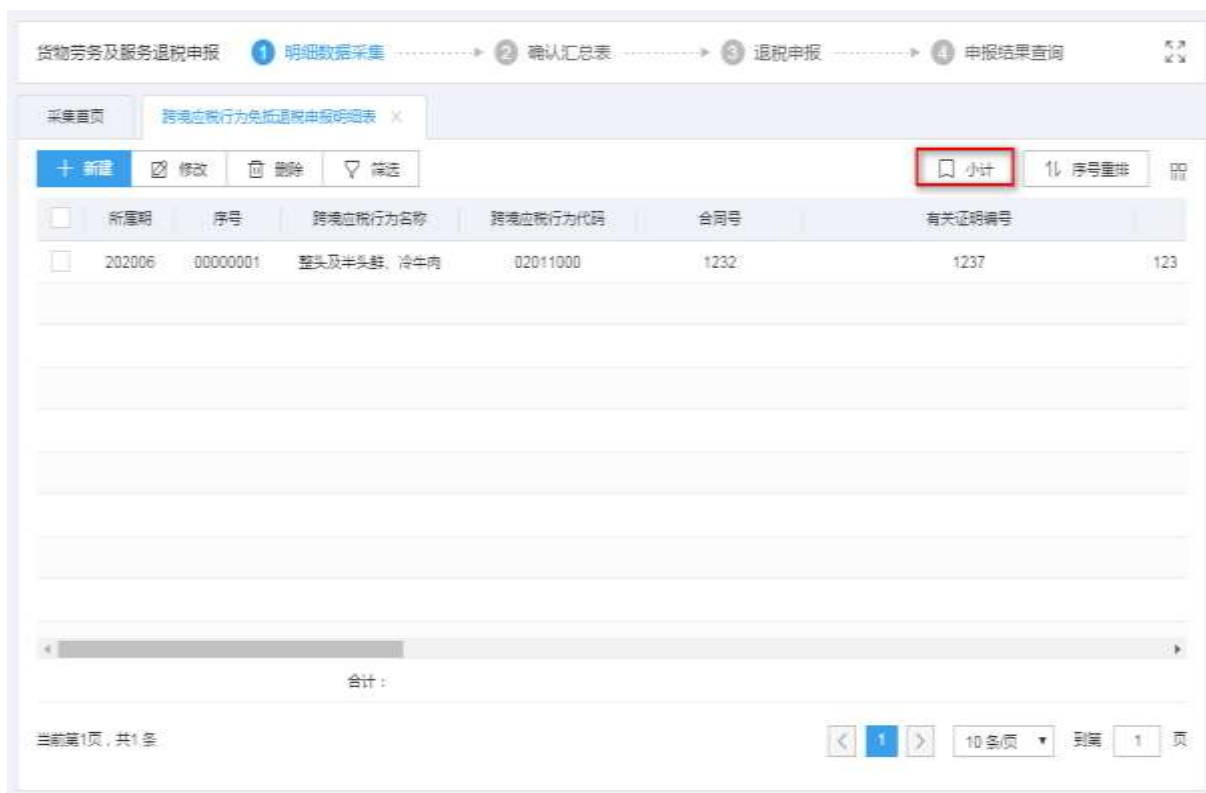 货物劳务及服务退税申报 1 明细数据采集 2 确认汇总表 3 退税申报 4 申报结果查询
采集首页 跨境应税行为免抵退税申报明细表
新建 修改 删除 筛选 小计 序号重排
所属期 序号 跨境应税行为名称 跨境应税行为代码 合同号 有关证明编号
202006 00000001 整头及半头鲜、冷牛肉 02011000 1232 1237 123
合计：
当前第1页，共1 条 1 10 条/页 到第 1 页